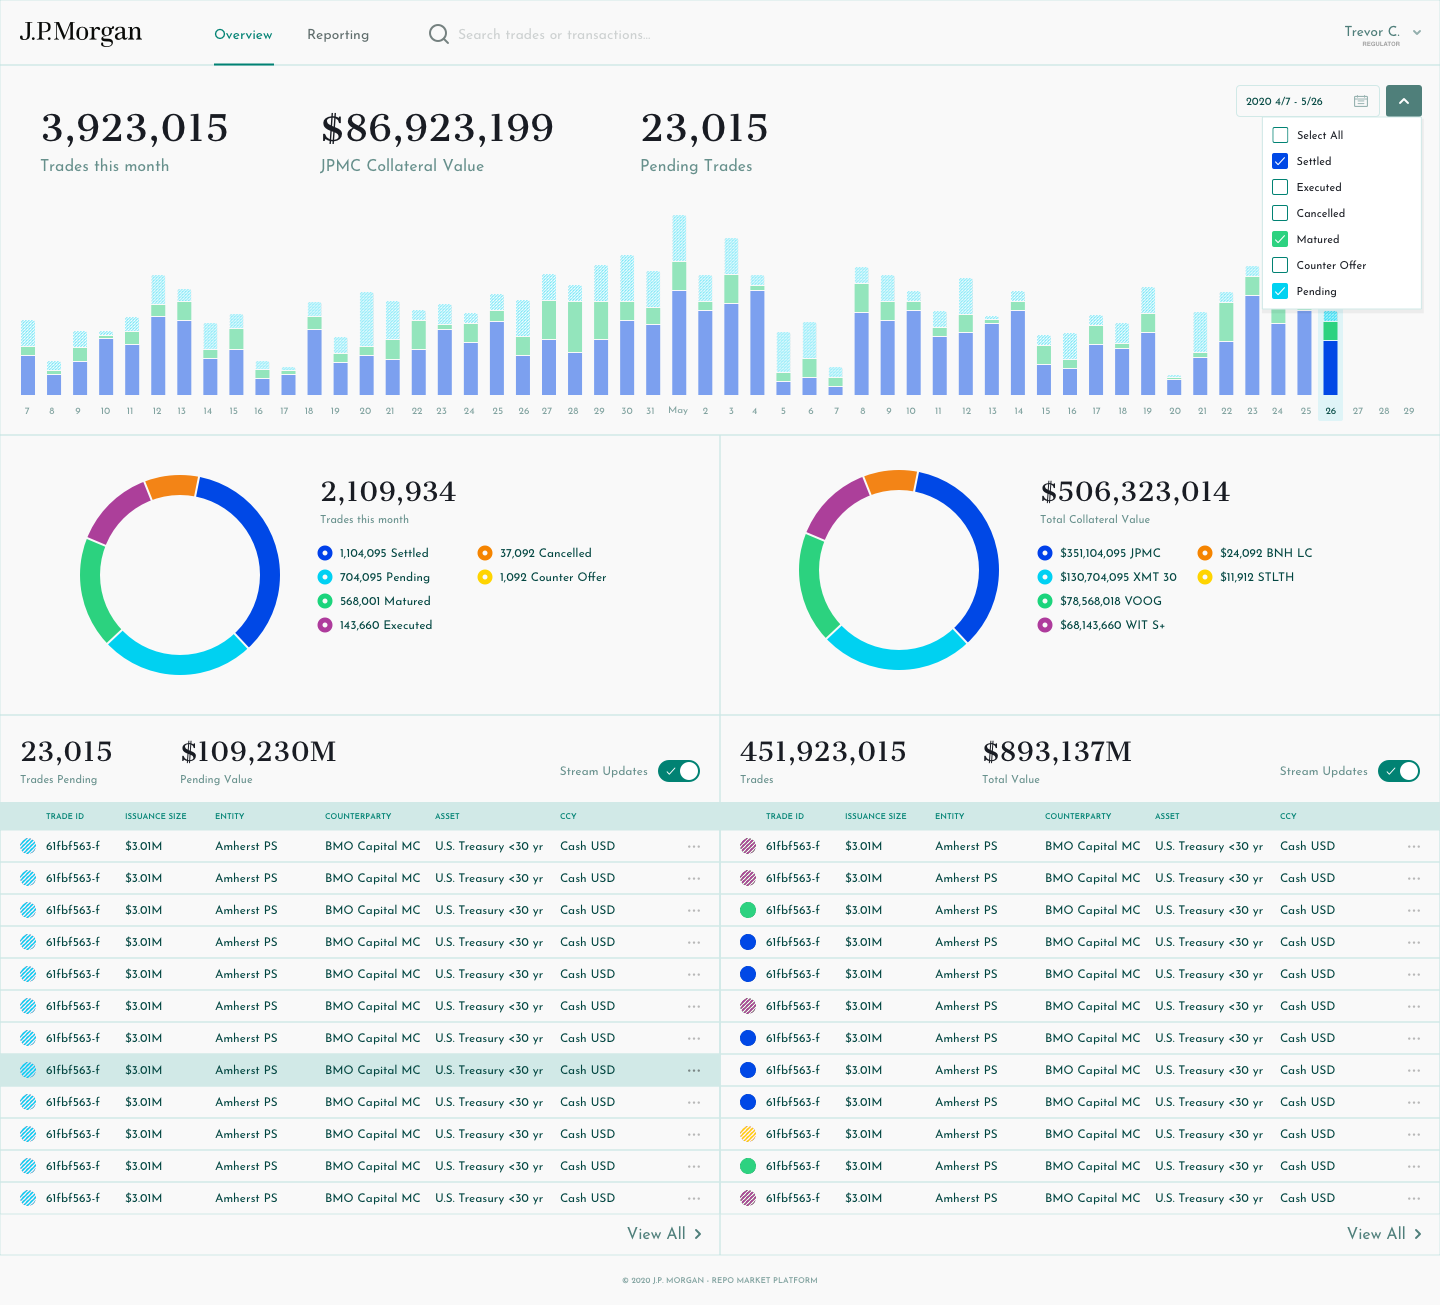 J.P.Morgan
Overview
Reporting
Search trades or transactions...
Trevor C.
REGULATOR
3,923,015
Trades this month
$86,923,199
JPMC Collateral Value
23,015
Pending Trades
2020 4/7 - 5/26
Select All
Settled
Executed
Cancelled
Matured
Counter Offer
Pending
7 8 9 10 11 12 13 14 15 16 17 18 19 20 21 22 23 24 25 26 27 28 29 30 31 May 2 3 4 5 6 7 8 9 10 11 12 13 14 15 16 17 18 19 20 21 22 23 24 25 26 27 28 29
2,109,934
Trades this month
1,104,095 Settled
37,092 Cancelled
704,095 Pending
1,092 Counter Offer
568,001 Matured
143,660 Executed
$506,323,014
Total Collateral Value
$351,104,095 JPMC
$24,092 BNH LC
$130,704,095 XMT 30
$11,912 STLTH
$78,568,018 VOOG
$68,143,660 WIT S+
23,015
Trades Pending
$109,230M
Pending Value
Stream Updates
TRADE ID ISSUANCE SIZE ENTITY COUNTERPARTY ASSET CCY
61fbf563-f $3.01M Amherst PS BMO Capital MC U.S. Treasury <30 yr Cash USD
61fbf563-f $3.01M Amherst PS BMO Capital MC U.S. Treasury <30 yr Cash USD
61fbf563-f $3.01M Amherst PS BMO Capital MC U.S. Treasury <30 yr Cash USD
61fbf563-f $3.01M Amherst PS BMO Capital MC U.S. Treasury <30 yr Cash USD
61fbf563-f $3.01M Amherst PS BMO Capital MC U.S. Treasury <30 yr Cash USD
61fbf563-f $3.01M Amherst PS BMO Capital MC U.S. Treasury <30 yr Cash USD
61fbf563-f $3.01M Amherst PS BMO Capital MC U.S. Treasury <30 yr Cash USD
61fbf563-f $3.01M Amherst PS BMO Capital MC U.S. Treasury <30 yr Cash USD
61fbf563-f $3.01M Amherst PS BMO Capital MC U.S. Treasury <30 yr Cash USD
61fbf563-f $3.01M Amherst PS BMO Capital MC U.S. Treasury <30 yr Cash USD
61fbf563-f $3.01M Amherst PS BMO Capital MC U.S. Treasury <30 yr Cash USD
61fbf563-f $3.01M Amherst PS BMO Capital MC U.S. Treasury <30 yr Cash USD
View All
451,923,015
Trades
$893,137M
Total Value
Stream Updates
TRADE ID ISSUANCE SIZE ENTITY COUNTERPARTY ASSET CCY
61fbf563-f $3.01M Amherst PS BMO Capital MC U.S. Treasury <30 yr Cash USD
61fbf563-f $3.01M Amherst PS BMO Capital MC U.S. Treasury <30 yr Cash USD
61fbf563-f $3.01M Amherst PS BMO Capital MC U.S. Treasury <30 yr Cash USD
61fbf563-f $3.01M Amherst PS BMO Capital MC U.S. Treasury <30 yr Cash USD
61fbf563-f $3.01M Amherst PS BMO Capital MC U.S. Treasury <30 yr Cash USD
61fbf563-f $3.01M Amherst PS BMO Capital MC U.S. Treasury <30 yr Cash USD
61fbf563-f $3.01M Amherst PS BMO Capital MC U.S. Treasury <30 yr Cash USD
61fbf563-f $3.01M Amherst PS BMO Capital MC U.S. Treasury <30 yr Cash USD
61fbf563-f $3.01M Amherst PS BMO Capital MC U.S. Treasury <30 yr Cash USD
61fbf563-f $3.01M Amherst PS BMO Capital MC U.S. Treasury <30 yr Cash USD
61fbf563-f $3.01M Amherst PS BMO Capital MC U.S. Treasury <30 yr Cash USD
61fbf563-f $3.01M Amherst PS BMO Capital MC U.S. Treasury <30 yr Cash USD
View All
© 2020 J.P. MORGAN - REPO MARKET PLATFORM